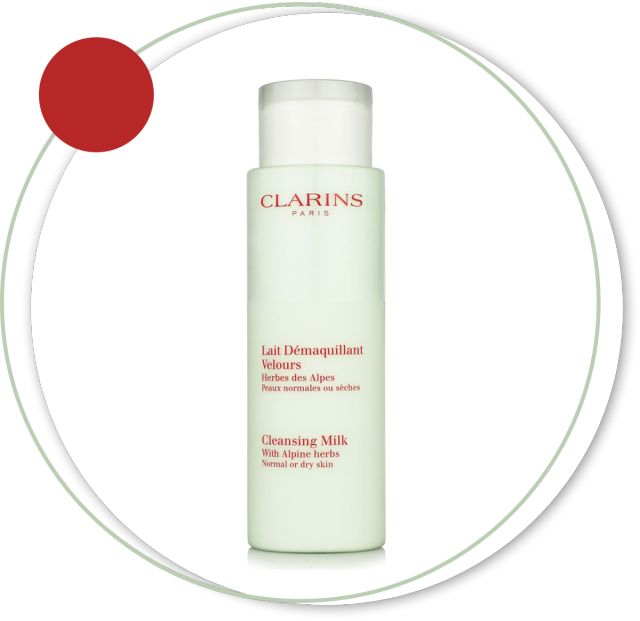 CLARINS
PARIS
Lait Démaquillant
Velours
Herbes des Alpes
Peaux normales ou sèches
Cleansing Milk
With Alpine herbs
Normal or dry skin